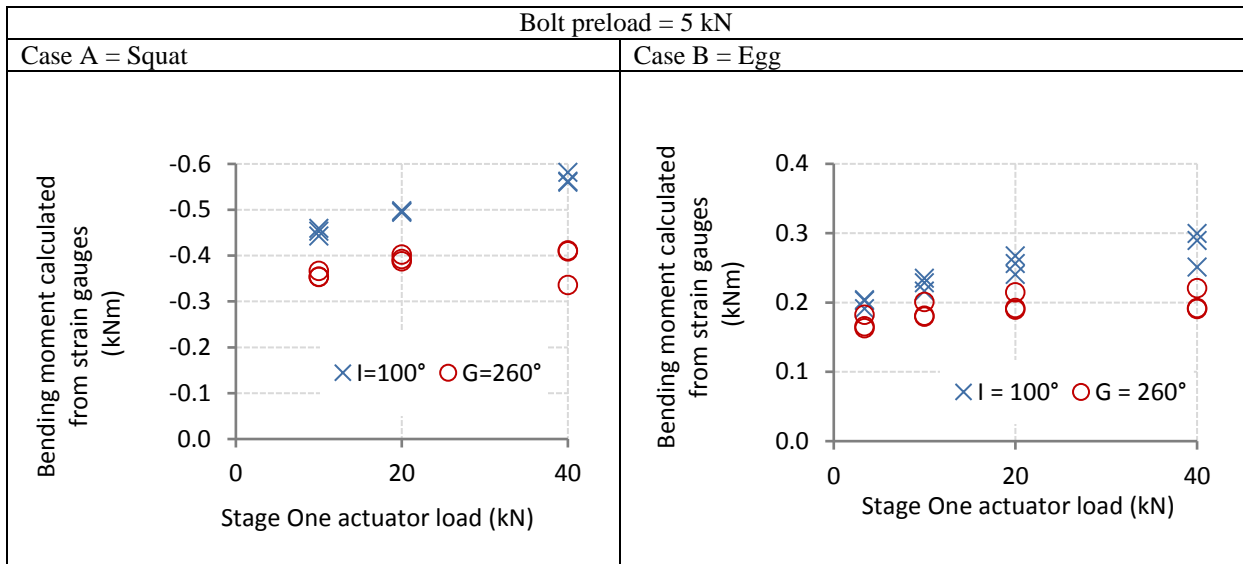 Bolt preload = 5 kN
Case A = Squat
Case B = Egg
Bending moment calculated
from strain gauges
(kNm)
-0.6
-0.5
-0.4
-0.3
-0.2
-0.1
0.0
I=100° G=260°
0 20 40
Stage One actuator load (kN)
Bending moment calculated
from strain gauges
(kNm)
0.4
0.3
0.2
0.1
0.0
I = 100° G = 260°
0 20 40
Stage One actuator load (kN)